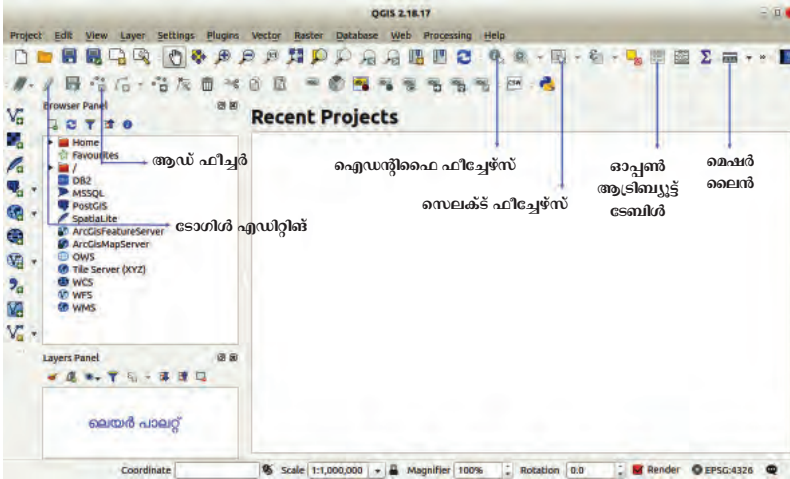 QGIS 2.18.17
Project Edit View Layer Settings Plugins Vector Raster Database Web Processing Help
CSW
Browser Panel
Recent Projects
Home
Favourites
/
DB2
MSSQL
PostGIS
SpatiaLite
ArcGisFeatureServer
ArcGisMapServer
OWS
Tile Server (XYZ)
WCS
WFS
WMS
ആഡ് ഫീച്ചർ
ടോഗിൾ എഡിറ്റിങ്
ഐഡന്റിഫൈ ഫീച്ചേഴ്സ്
സെലക്ട് ഫീച്ചേഴ്സ്
ഓപ്പൺ
ആട്രിബ്യൂട്ട്
ടേബിൾ
മെഷർ
ലൈൻ
Layers Panel
ലെയർ പാലറ്റ്
Coordinate Scale 1:1,000,000 Magnifier 100% Rotation 0.0 Render EPSG:4326